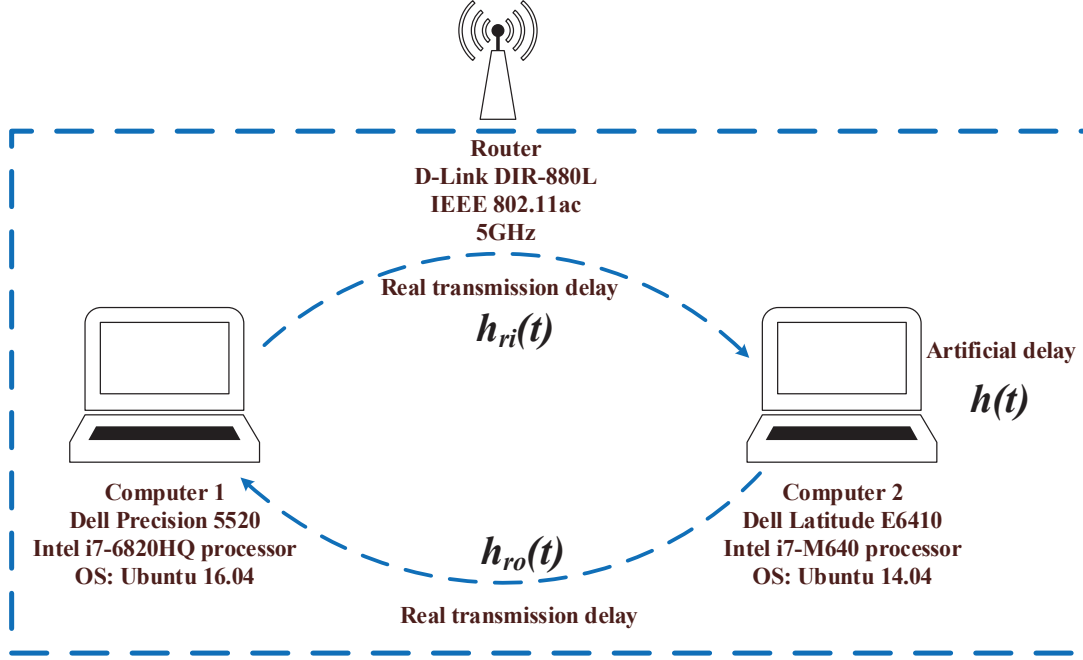 Router
D-Link DIR-880L
IEEE 802.11ac
5GHz
Real transmission delay
h_ri(t)
Artificial delay
h(t)
Computer 1
Dell Precision 5520
Intel i7-6820HQ processor
OS: Ubuntu 16.04
Computer 2
Dell Latitude E6410
Intel i7-M640 processor
OS: Ubuntu 14.04
h_ro(t)
Real transmission delay